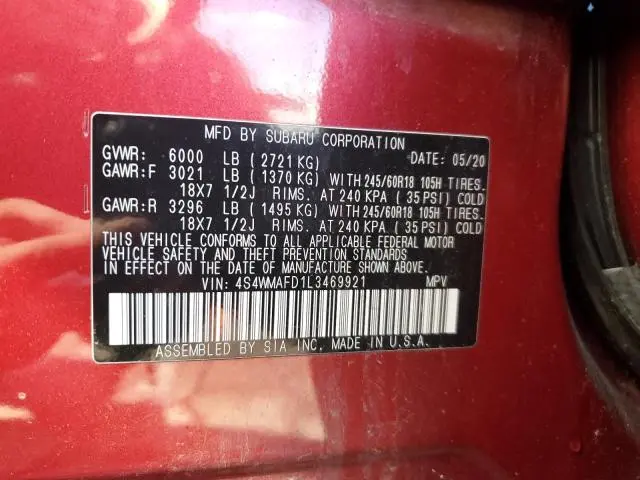 MFD BY SUBARU CORPORATION
GVWR: 6000 LB ( 2721 KG) DATE: 05/20
GAWR:F 3021 LB ( 1370 KG) WITH 245/60R18 105H TIRES.
18X7 1/2J RIMS. AT 240 KPA ( 35 PSI) COLD
GAWR:R 3296 LB ( 1495 KG) WITH 245/60R18 105H TIRES.
18X7 1/2J RIMS. AT 240 KPA ( 35 PSI) COLD
THIS VEHICLE CONFORMS TO ALL APPLICABLE FEDERAL MOTOR
VEHICLE SAFETY AND THEFT PREVENTION STANDARDS
IN EFFECT ON THE DATE OF MANUFACTURE SHOWN ABOVE.
VIN: 4S4WMAFD1L3469921 MPV
ASSEMBLED BY SIA INC. MADE IN U.S.A.